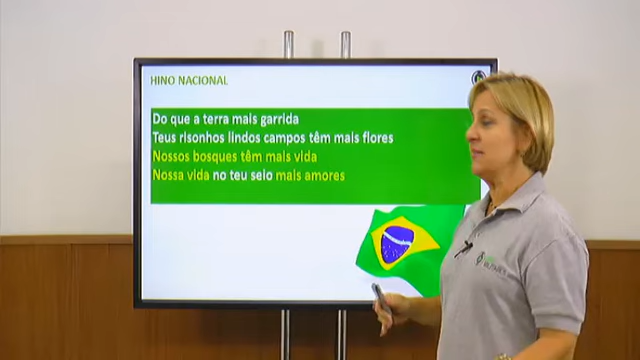 HINO NACIONAL
Do que a terra mais garrida
Teus risonhos lindos campos têm mais flores
Nossos bosques têm mais vida
Nossa vida no teu seio mais amores